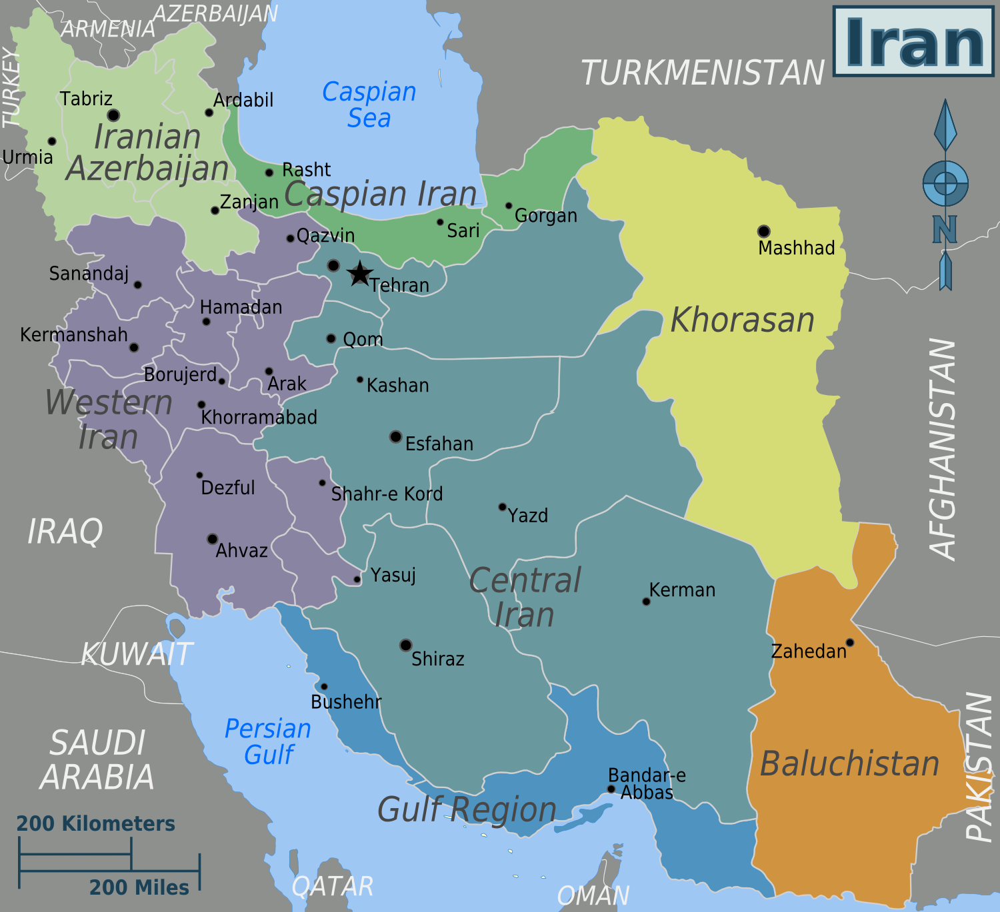 AZERBAIJAN
ARMENIA
Iran
TURKEY
TURKMENISTAN
Caspian
Sea
Tabriz
Ardabil
Iranian
Azerbaijan
Urmia
Rasht
Caspian Iran
Zanjan
Gorgan
Sari
Qazvin
N
Mashhad
Sanandaj
Tehran
Hamadan
Khorasan
Kermanshah
Qom
Borujerd
Arak
Kashan
Western
Iran
Khorramabad
Esfahan
AFGHANISTAN
Dezful
Shahr-e Kord
Yazd
IRAQ
Ahvaz
Yasuj
Central
Iran
Kerman
KUWAIT
Shiraz
Zahedan
Bushehr
Persian
Gulf
SAUDI
ARABIA
Baluchistan
PAKISTAN
Bandar-e
Abbas
Gulf Region
200 Kilometers
200 Miles
QATAR
OMAN